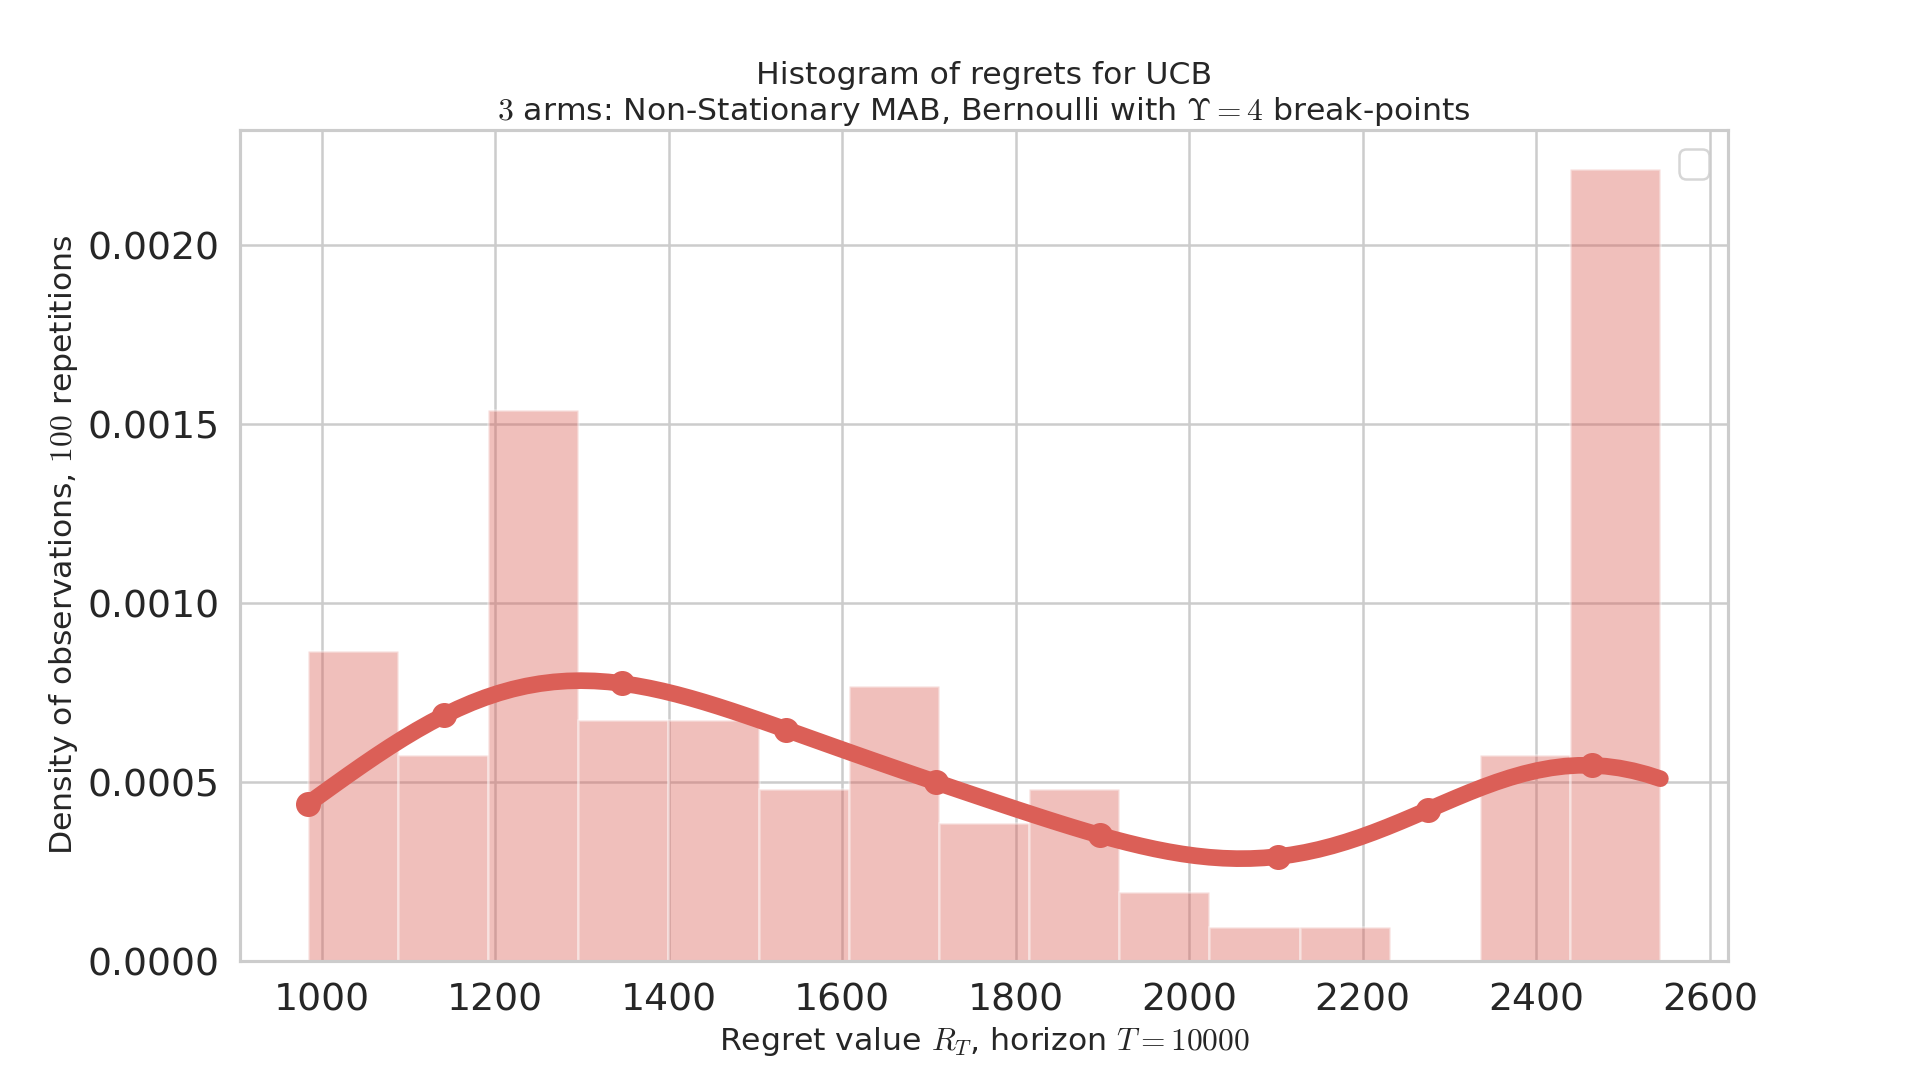 Histogram of regrets for UCB
3 arms: Non-Stationary MAB, Bernoulli with ϒ = 4 break-points
Density of observations, 100 repetitions
0.0020
0.0015
0.0010
0.0005
0.0000
1000 1200 1400 1600 1800 2000 2200 2400 2600
Regret value R_T, horizon T = 10000